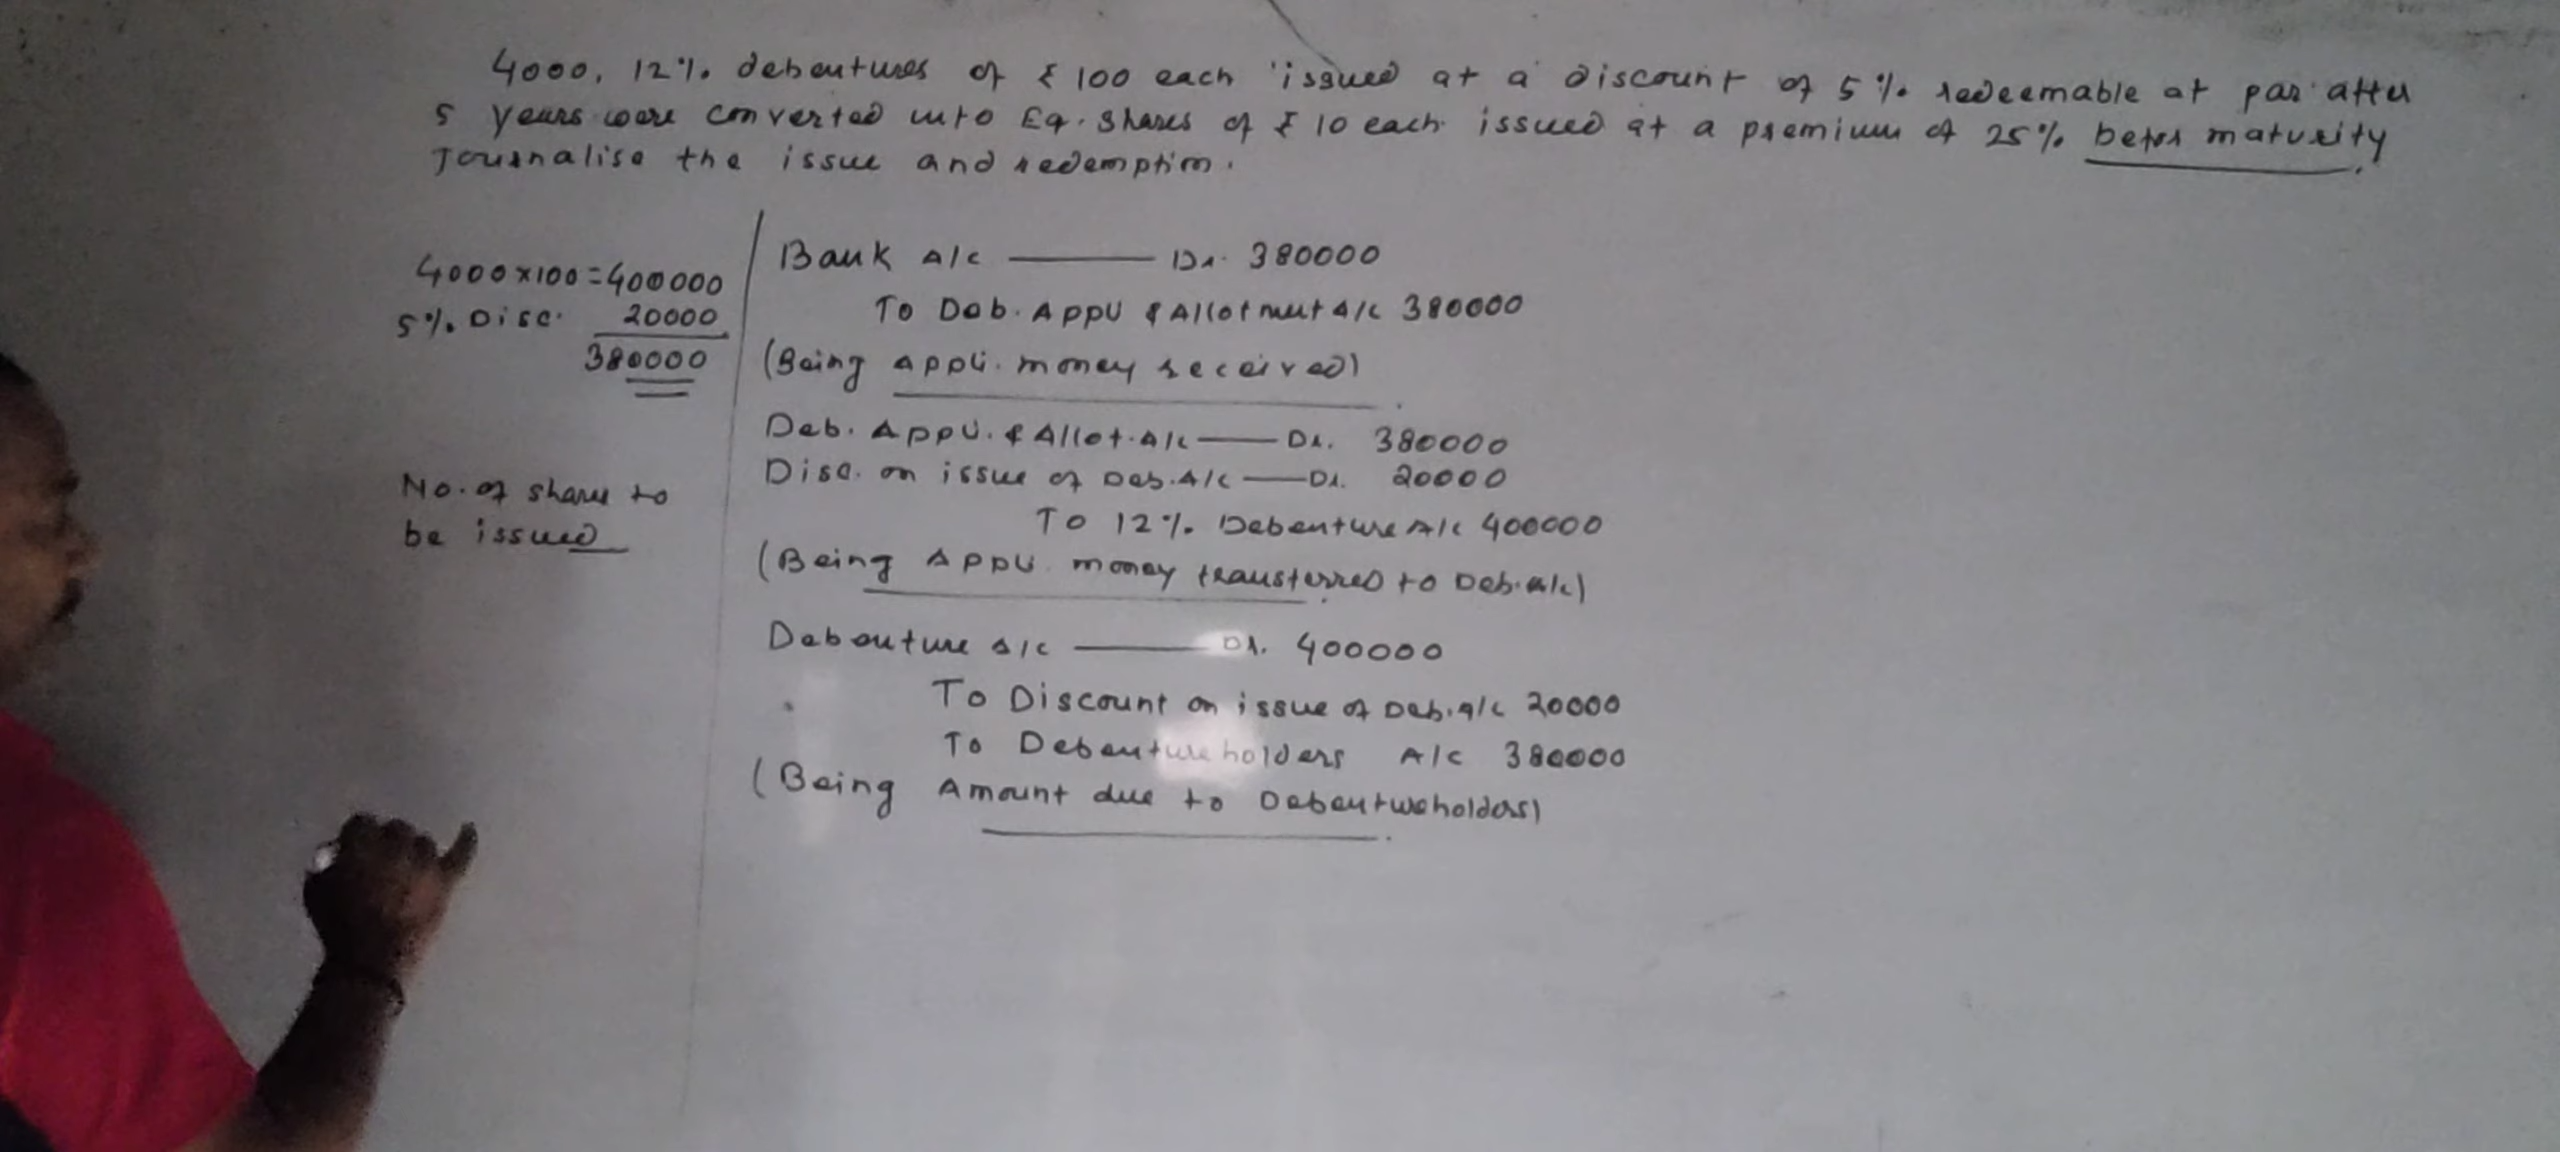 4000, 12% debentures of ₹ 100 each issued at a Discount of 5% redeemable at par after
5 years were converted into Eq. Shares of ₹ 10 each issued at a premium of 25% befor maturity
Journalise the issue and redemption.
4000×100=400000
5% Disc. 20000
380000
No. of share to
be issued
Bank A/c —— Dr. 380000
To Deb. Appli & Allotment A/c 380000
(Being Appli. money received)
Deb. Appli. & Allot. A/c —— Dr. 380000
Disc. on issue of Deb. A/c —— Dr. 20000
To 12% Debenture A/c 400000
(Being Appli. money transferred to Deb. A/c)
Debenture A/c —— Dr. 400000
To Discount on issue of Deb. A/c 20000
To Debentureholders A/c 380000
(Being Amount due to Debentureholders)